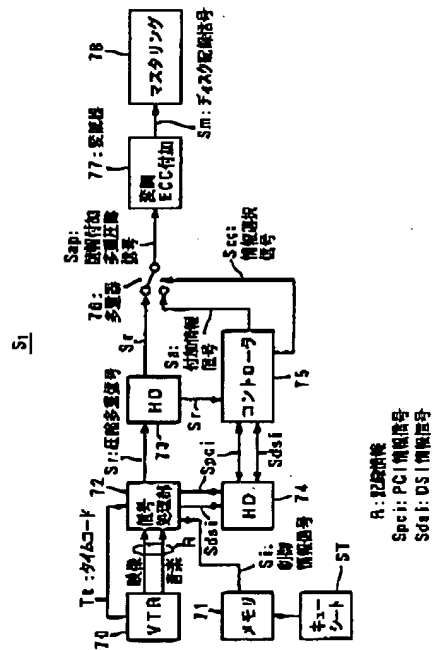 S1
78
マスタリング
Sm:ディスク記録信号
77:変調器
変調
ECC付加
Sap:
情報付加
多重圧縮
信号
76:
多重器
Scc:
情報選択
信号
Sa:
付加情報
信号
Sr
Sr:圧縮多重信号
HD
73
Sr
コントローラ
75
Tt:タイムコード
72
信号
処理部
Spci
Sdsi
HD
74
Spci
Sdsi
70
VTR
映像
音楽
R
Si:
制御
情報信号
71
メモリ
ST
キュー
シート
R:記録情報
Spci:PCI情報信号
Sdsi:DSI情報信号